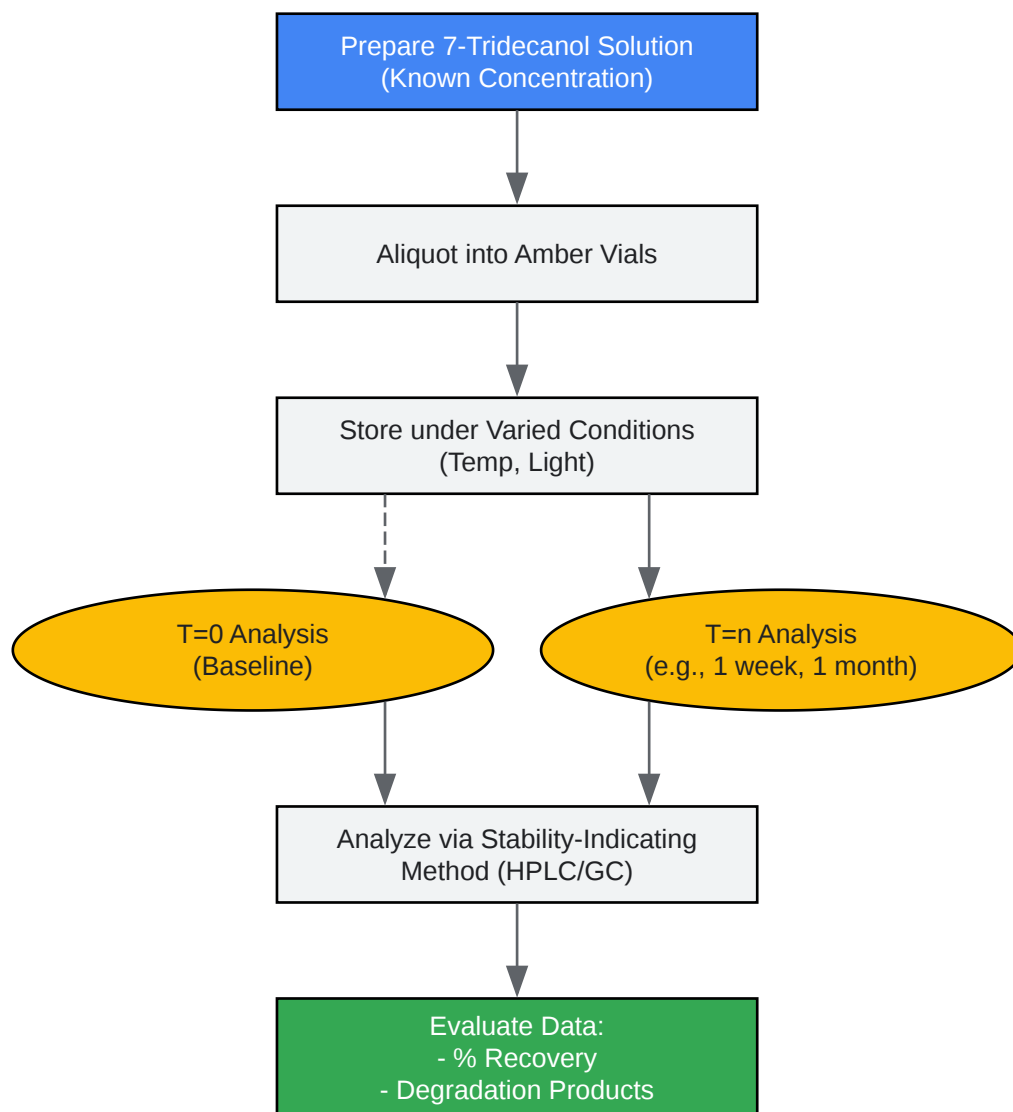 Prepare 7-Tridecanol Solution
(Known Concentration)
Aliquot into Amber Vials
Store under Varied Conditions
(Temp, Light)
T=0 Analysis
(Baseline)
T=n Analysis
(e.g., 1 week, 1 month)
Analyze via Stability-Indicating
Method (HPLC/GC)
Evaluate Data:
- % Recovery
- Degradation Products